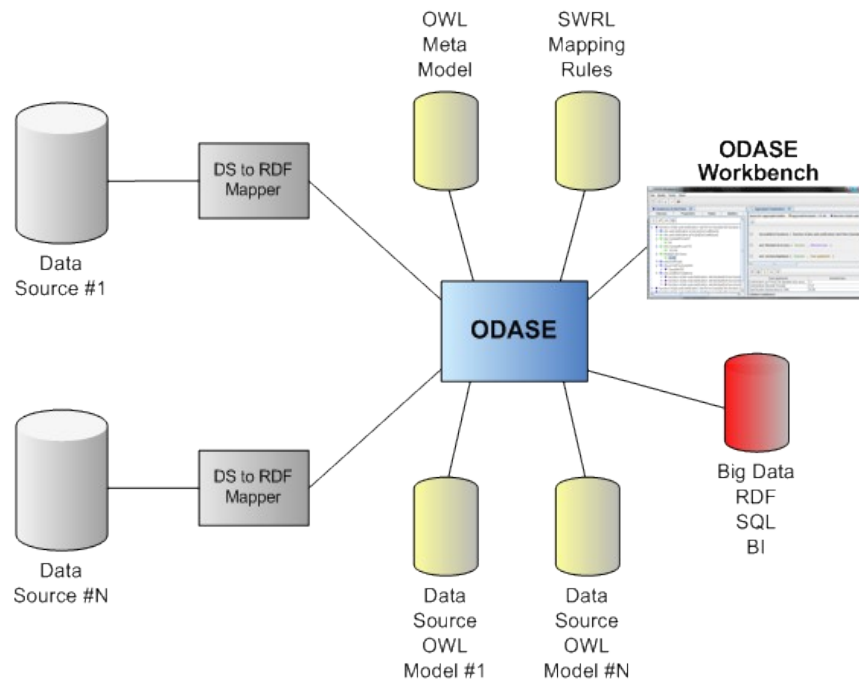 OWL
Meta
Model
SWRL
Mapping
Rules
ODASE
Workbench
DS to RDF
Mapper
Data
Source #1
ODASE
DS to RDF
Mapper
Data
Source #N
Big Data
RDF
SQL
BI
Data
Source
OWL
Model #1
Data
Source
OWL
Model #N